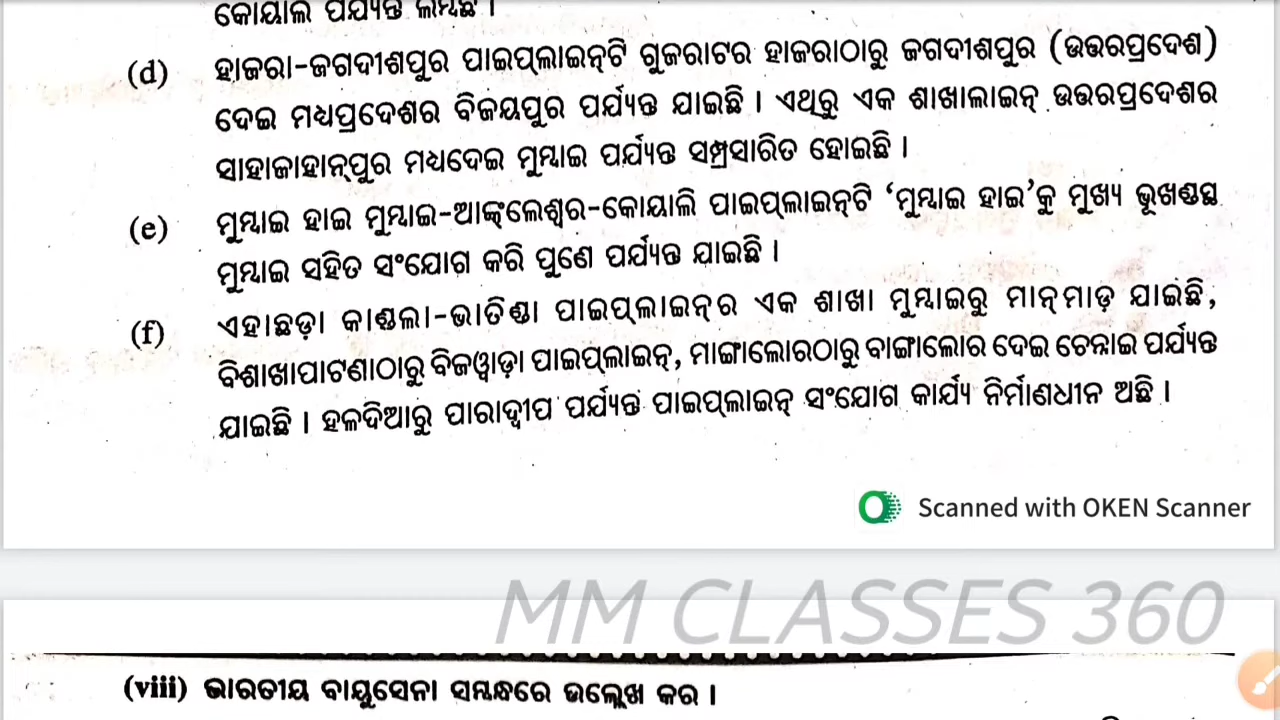 କୋୟାଲି ପର୍ଯ୍ୟନ୍ତ ଲମ୍ବିଛି ।
(d) ହାଜରା-ଜଗଦୀଶପୁର ପାଇପ୍‌ଲାଇନ୍‌ଟି ଗୁଜରାଟର ହାଜରାଠାରୁ ଜଗଦୀଶପୁର (ଉତ୍ତରପ୍ରଦେଶ)
ଦେଇ ମଧ୍ୟପ୍ରଦେଶର ବିଜୟପୁର ପର୍ଯ୍ୟନ୍ତ ଯାଇଛି । ଏଥିରୁ ଏକ ଶାଖାଲାଇନ୍ ଉତ୍ତରପ୍ରଦେଶର
ସାହାଜାହାନ୍‌ପୁର ମଧ୍ୟଦେଇ ମୁମ୍ବାଇ ପର୍ଯ୍ୟନ୍ତ ସମ୍ପ୍ରସାରିତ ହୋଇଛି ।
(e) ମୁମ୍ବାଇ ହାଇ ମୁମ୍ବାଇ-ଆଙ୍କଲେଶ୍ୱର-କୋୟାଲି ପାଇପ୍‌ଲାଇନ୍‌ଟି ‘ମୁମ୍ବାଇ ହାଇ’କୁ ମୁଖ୍ୟ ଭୂଖଣ୍ଡସ୍ଥ
ମୁମ୍ବାଇ ସହିତ ସଂଯୋଗ କରି ପୁଣେ ପର୍ଯ୍ୟନ୍ତ ଯାଇଛି ।
(f) ଏହାଛଡ଼ା କାଣ୍ଡଲା-ଭାତିଣ୍ଡା ପାଇପ୍‌ଲାଇନ୍‌ର ଏକ ଶାଖା ମୁମ୍ବାଇରୁ ମାନ୍‌ମାଡ଼ ଯାଇଛି,
ବିଶାଖାପାଟଣାଠାରୁ ବିଜୱାଡ଼ା ପାଇପ୍‌ଲାଇନ୍, ମାଙ୍ଗାଲୋରଠାରୁ ବାଙ୍ଗାଲୋର ଦେଇ ଚେନ୍ନାଇ ପର୍ଯ୍ୟନ୍ତ
ଯାଇଛି । ହଳଦିଆରୁ ପାରାଦ୍ୱୀପ ପର୍ଯ୍ୟନ୍ତ ପାଇପ୍‌ଲାଇନ୍ ସଂଯୋଗ କାର୍ଯ୍ୟ ନିର୍ମାଣଧୀନ ଅଛି ।
Scanned with OKEN Scanner
MM CLASSES 360
(viii) ଭାରତୀୟ ବାୟୁସେନା ସମ୍ବନ୍ଧରେ ଉଲ୍ଲେଖ କର ।